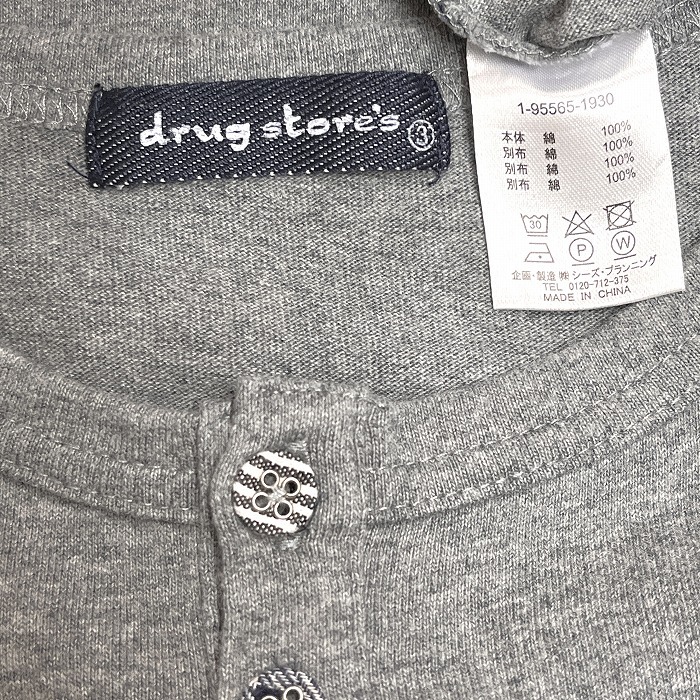 drug store's ③
1-95565-1930
本体 綿 100%
別布 綿 100%
別布 綿 100%
別布 綿 100%
30
P W
企画・製造 ㈱シーズ・プランニング
TEL 0120-712-375
MADE IN CHINA